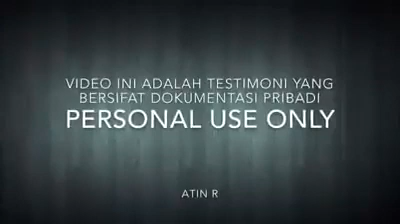 VIDEO INI ADALAH TESTIMONI YANG
BERSIFAT DOKUMENTASI PRIBADI
PERSONAL USE ONLY
ATIN R